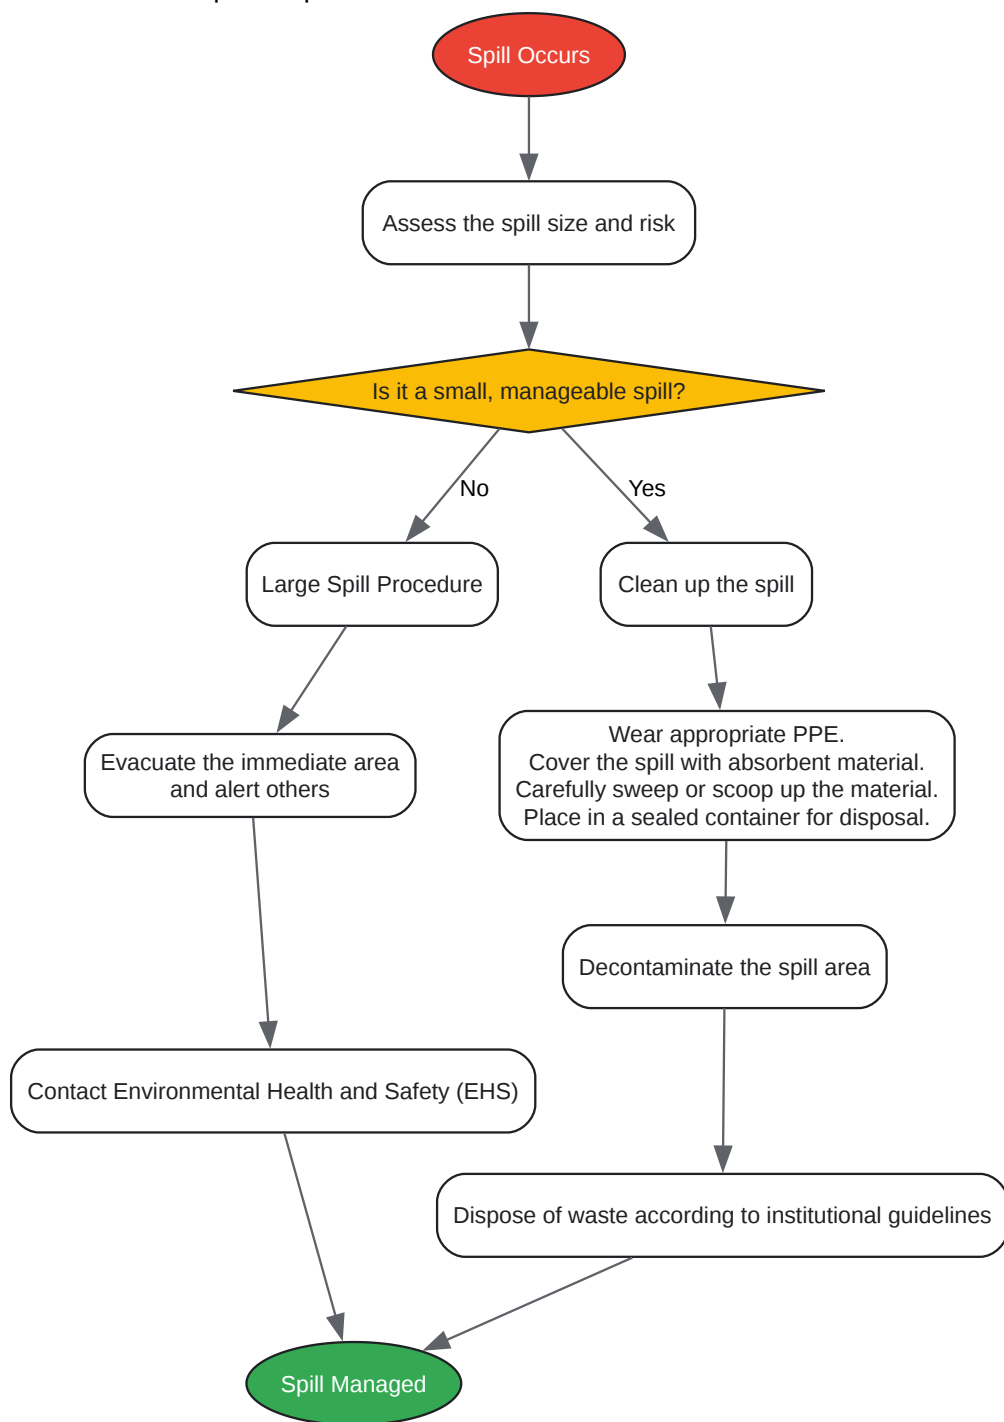 Spill Occurs
Assess the spill size and risk
Is it a small, manageable spill?
No
Yes
Large Spill Procedure
Clean up the spill
Evacuate the immediate area
and alert others
Wear appropriate PPE.
Cover the spill with absorbent material.
Carefully sweep or scoop up the material.
Place in a sealed container for disposal.
Decontaminate the spill area
Contact Environmental Health and Safety (EHS)
Dispose of waste according to institutional guidelines
Spill Managed